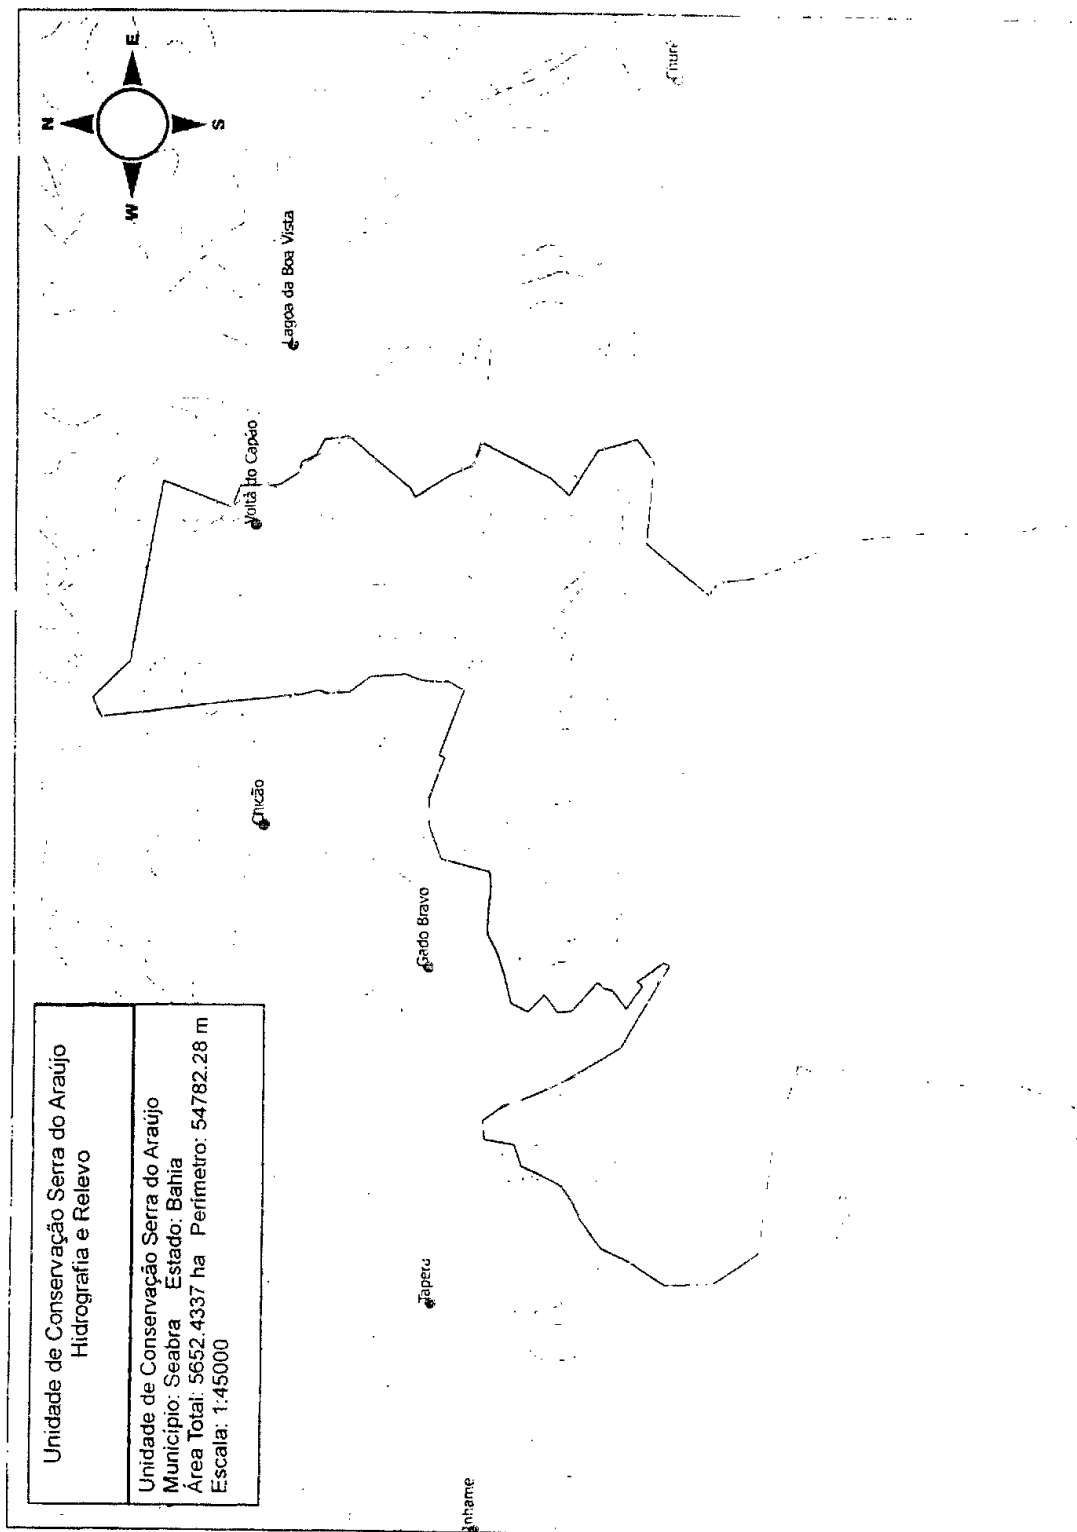 Unidade de Conservação Serra do Araújo
Hidrografia e Relevo
Unidade de Conservação Serra do Araújo
Município: Seabra Estado: Bahia
Área Total: 5652.4337 ha Perímetro: 54782.28 m
Escala: 1:45000
N
E
S
W
Lagoa da Boa Vista
Volta do Capão
Chicão
Gado Bravo
Tapera
Inhame